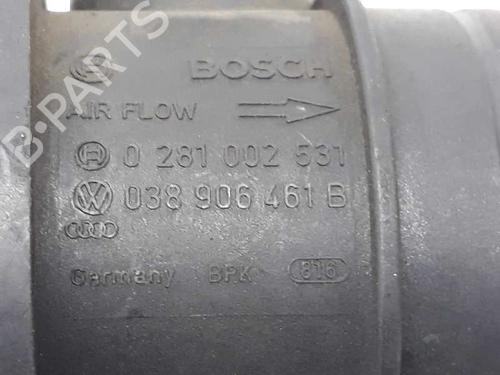 BOSCH
AIR FLOW
0 281 002 531
038 906 461 B
Germany BPK 816
B-PARTS